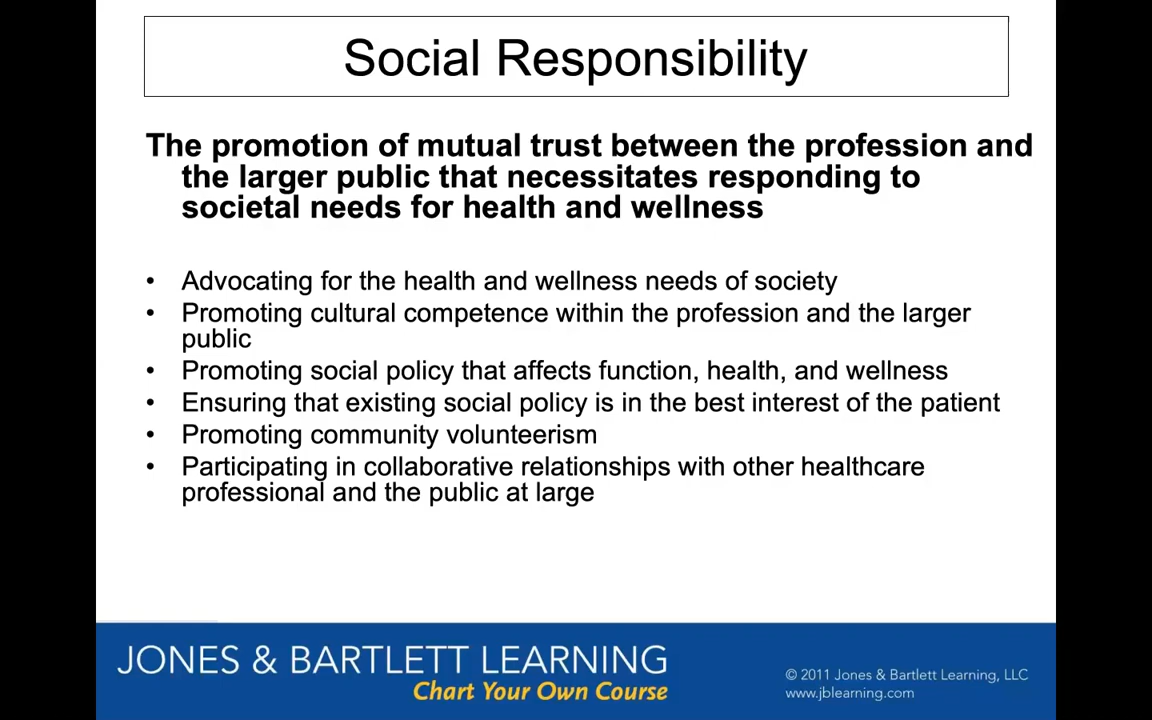 Social Responsibility
The promotion of mutual trust between the profession and
the larger public that necessitates responding to
societal needs for health and wellness
• Advocating for the health and wellness needs of society
• Promoting cultural competence within the profession and the larger
public
• Promoting social policy that affects function, health, and wellness
• Ensuring that existing social policy is in the best interest of the patient
• Promoting community volunteerism
• Participating in collaborative relationships with other healthcare
professional and the public at large
JONES & BARTLETT LEARNING
Chart Your Own Course
© 2011 Jones & Bartlett Learning, LLC
www.jblearning.com